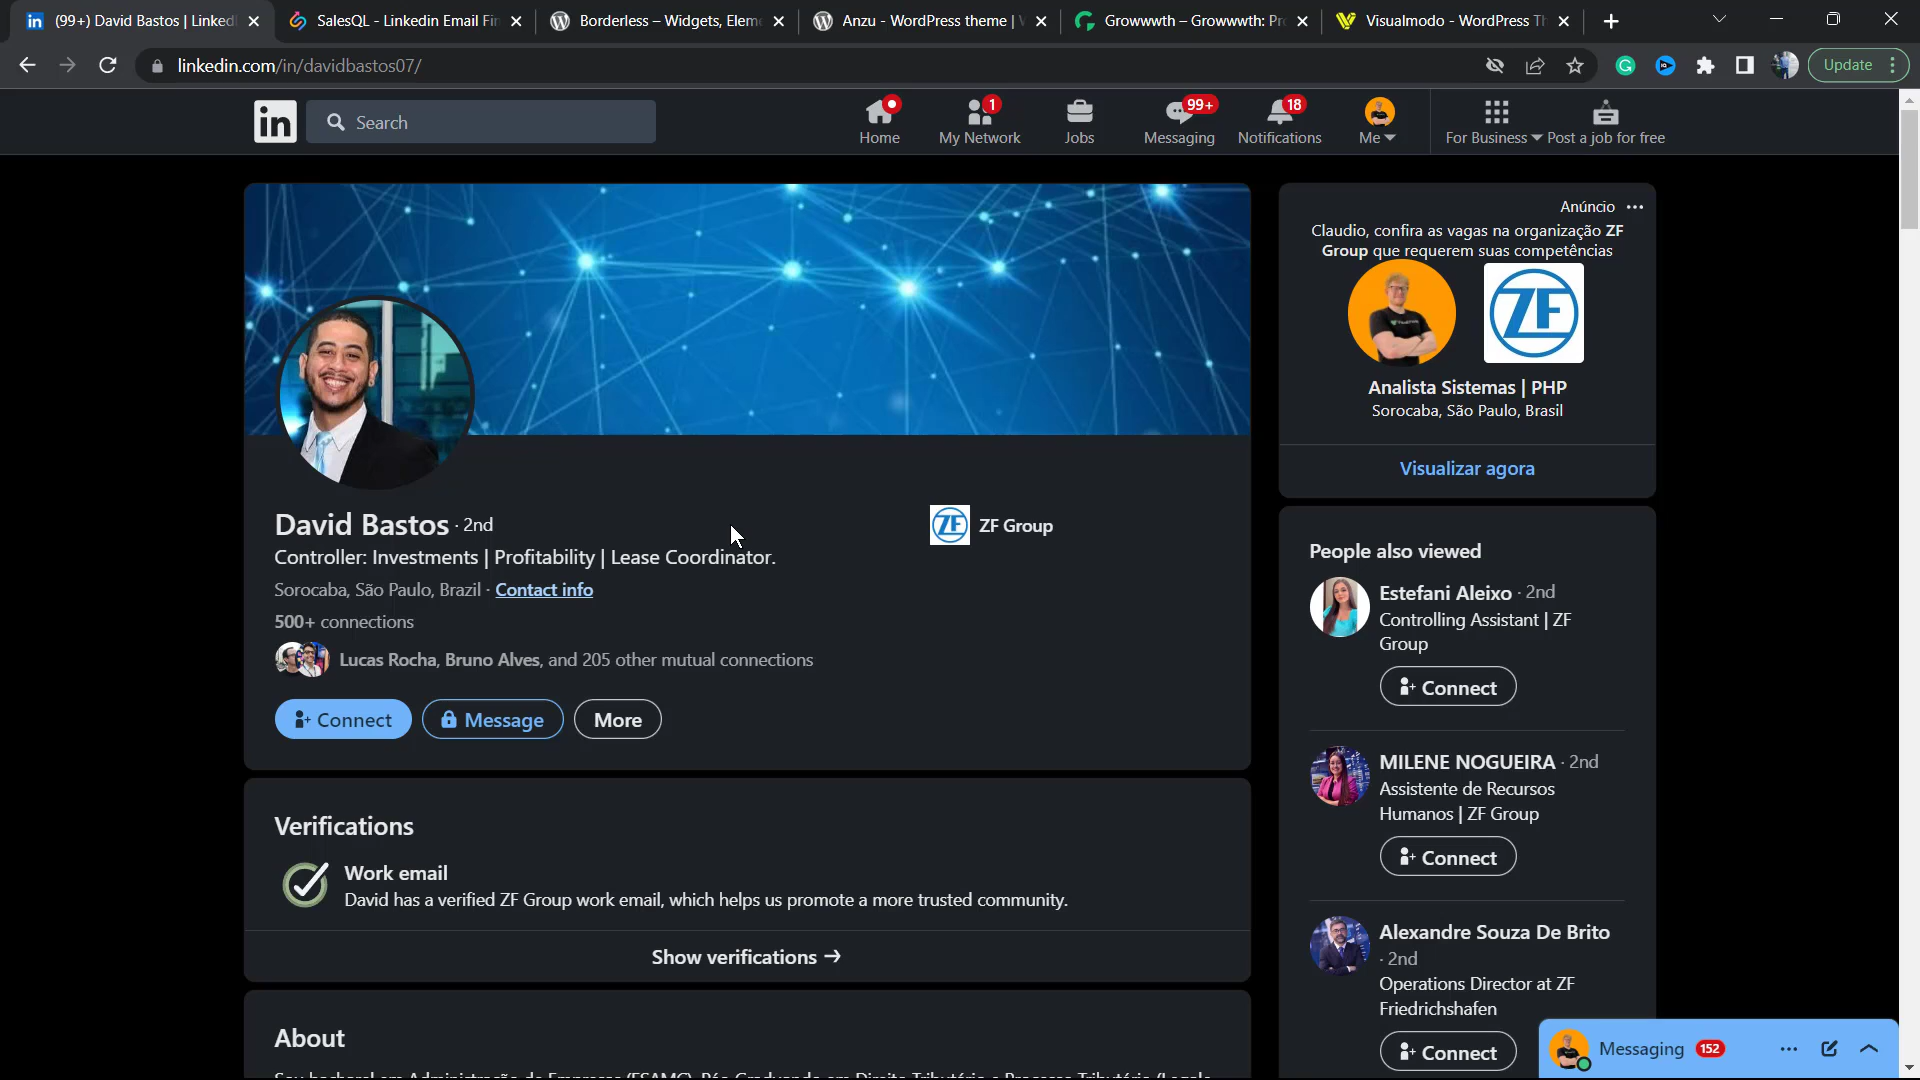 (99+) David Bastos | Linked
SalesQL - Linkedin Email Fin
Borderless – Widgets, Eleme
Anzu - WordPress theme |
Growwwth – Growwwth: Pr
Visualmodo - WordPress Th
linkedin.com/in/davidbastos07/
Update
in
Search
Home
1
My Network
Jobs
99+
Messaging
18
Notifications
Me
For Business
Post a job for free
David Bastos · 2nd
Controller: Investments | Profitability | Lease Coordinator.
Sorocaba, São Paulo, Brazil · Contact info
500+ connections
Lucas Rocha, Bruno Alves, and 205 other mutual connections
ZF Group
Connect
Message
More
Verifications
Work email
David has a verified ZF Group work email, which helps us promote a more trusted community.
Show verifications →
About
Anúncio
Claudio, confira as vagas na organização ZF
Group que requerem suas competências
ZF
Analista Sistemas | PHP
Sorocaba, São Paulo, Brasil
Visualizar agora
People also viewed
Estefani Aleixo · 2nd
Controlling Assistant | ZF
Group
Connect
MILENE NOGUEIRA · 2nd
Assistente de Recursos
Humanos | ZF Group
Connect
Alexandre Souza De Brito
· 2nd
Operations Director at ZF
Friedrichshafen
Connect
Messaging 152